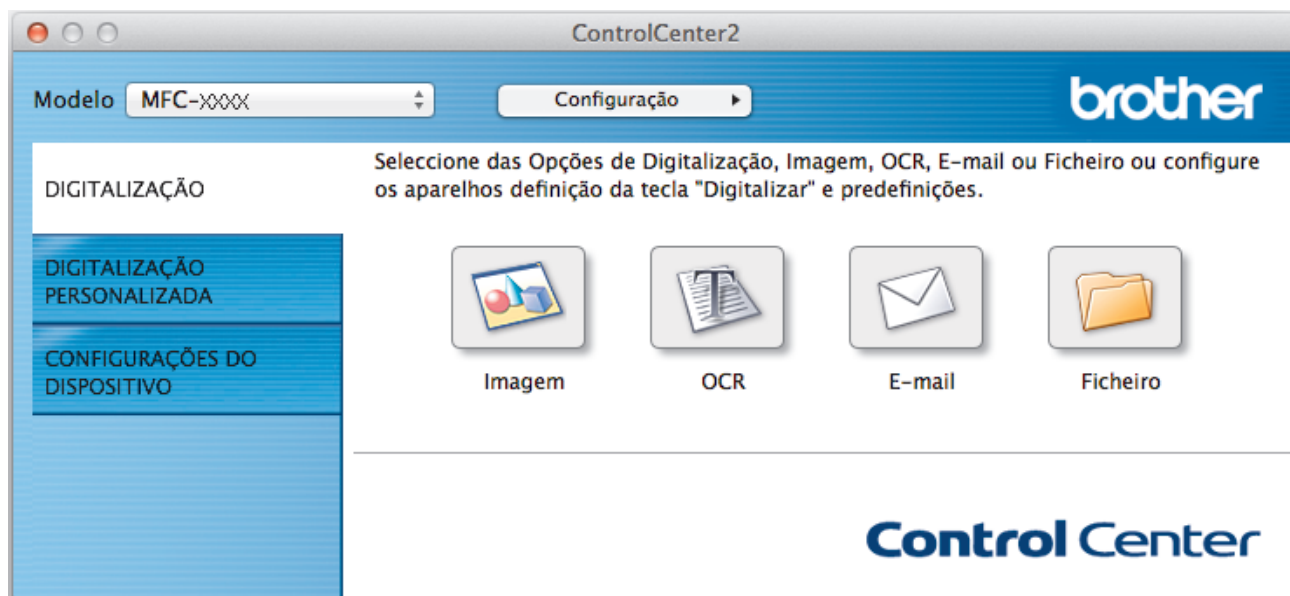 ControlCenter2
Modelo MFC-XXXX Configuração
brother
DIGITALIZAÇÃO
Seleccione das Opções de Digitalização, Imagem, OCR, E-mail ou Ficheiro ou configure
os aparelhos definição da tecla "Digitalizar" e predefinições.
DIGITALIZAÇÃO
PERSONALIZADA
CONFIGURAÇÕES DO
DISPOSITIVO
Imagem OCR E-mail Ficheiro
Control Center